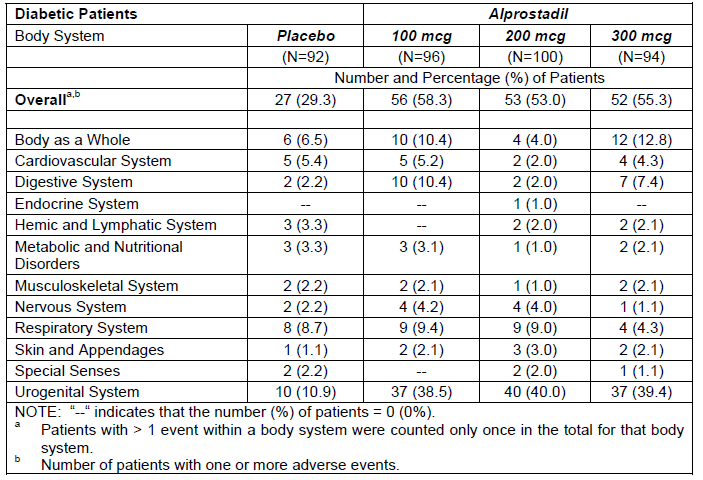 Diabetic Patients Alprostadil
Body System Placebo 100 mcg 200 mcg 300 mcg
(N=92) (N=96) (N=100) (N=94)
Number and Percentage (%) of Patients
Overall a,b 27 (29.3) 56 (58.3) 53 (53.0) 52 (55.3)
Body as a Whole 6 (6.5) 10 (10.4) 4 (4.0) 12 (12.8)
Cardiovascular System 5 (5.4) 5 (5.2) 2 (2.0) 4 (4.3)
Digestive System 2 (2.2) 10 (10.4) 2 (2.0) 7 (7.4)
Endocrine System -- -- 1 (1.0) --
Hemic and Lymphatic System 3 (3.3) -- 2 (2.0) 2 (2.1)
Metabolic and Nutritional 3 (3.3) 3 (3.1) 1 (1.0) 2 (2.1)
Disorders
Musculoskeletal System 2 (2.2) 2 (2.1) 1 (1.0) 2 (2.1)
Nervous System 2 (2.2) 4 (4.2) 4 (4.0) 1 (1.1)
Respiratory System 8 (8.7) 9 (9.4) 9 (9.0) 4 (4.3)
Skin and Appendages 1 (1.1) 2 (2.1) 3 (3.0) 2 (2.1)
Special Senses 2 (2.2) -- 2 (2.0) 1 (1.1)
Urogenital System 10 (10.9) 37 (38.5) 40 (40.0) 37 (39.4)
NOTE: “--“ indicates that the number (%) of patients = 0 (0%).
a Patients with > 1 event within a body system were counted only once in the total for that body
system.
b Number of patients with one or more adverse events.